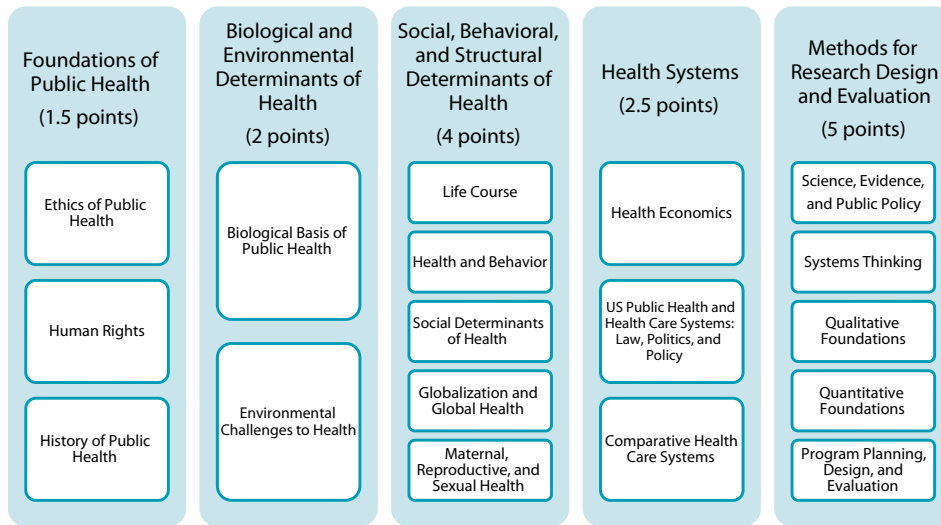 Foundations of
Public Health
(1.5 points)
Ethics of Public
Health
Human Rights
History of Public
Health
Biological and
Environmental
Determinants of
Health
(2 points)
Biological Basis of
Public Health
Environmental
Challenges to Health
Social, Behavioral,
and Structural
Determinants of
Health
(4 points)
Life Course
Health and Behavior
Social Determinants
of Health
Globalization and
Global Health
Maternal,
Reproductive, and
Sexual Health
Health Systems
(2.5 points)
Health Economics
US Public Health and
Health Care Systems:
Law, Politics, and
Policy
Comparative Health
Care Systems
Methods for
Research Design
and Evaluation
(5 points)
Science, Evidence,
and Public Policy
Systems Thinking
Qualitative
Foundations
Quantitative
Foundations
Program Planning,
Design, and
Evaluation